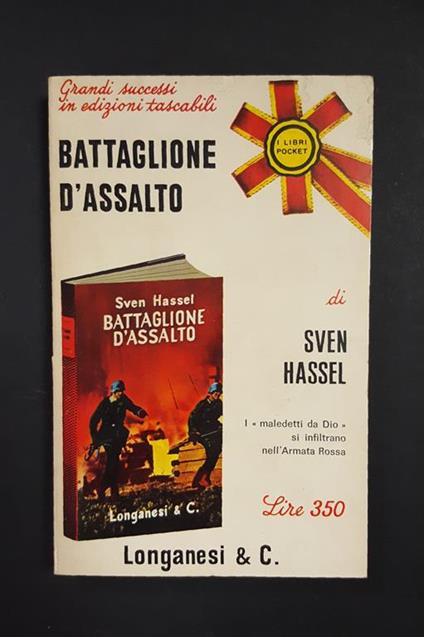 Grandi successi
in edizioni tascabili
BATTAGLIONE
D'ASSALTO
I LIBRI
POCKET
di
SVEN
HASSEL
I « maledetti da Dio »
si infiltrano
nell'Armata Rossa
Lire 350
Sven Hassel
BATTAGLIONE
D'ASSALTO
Longanesi & C.
Longanesi & C.